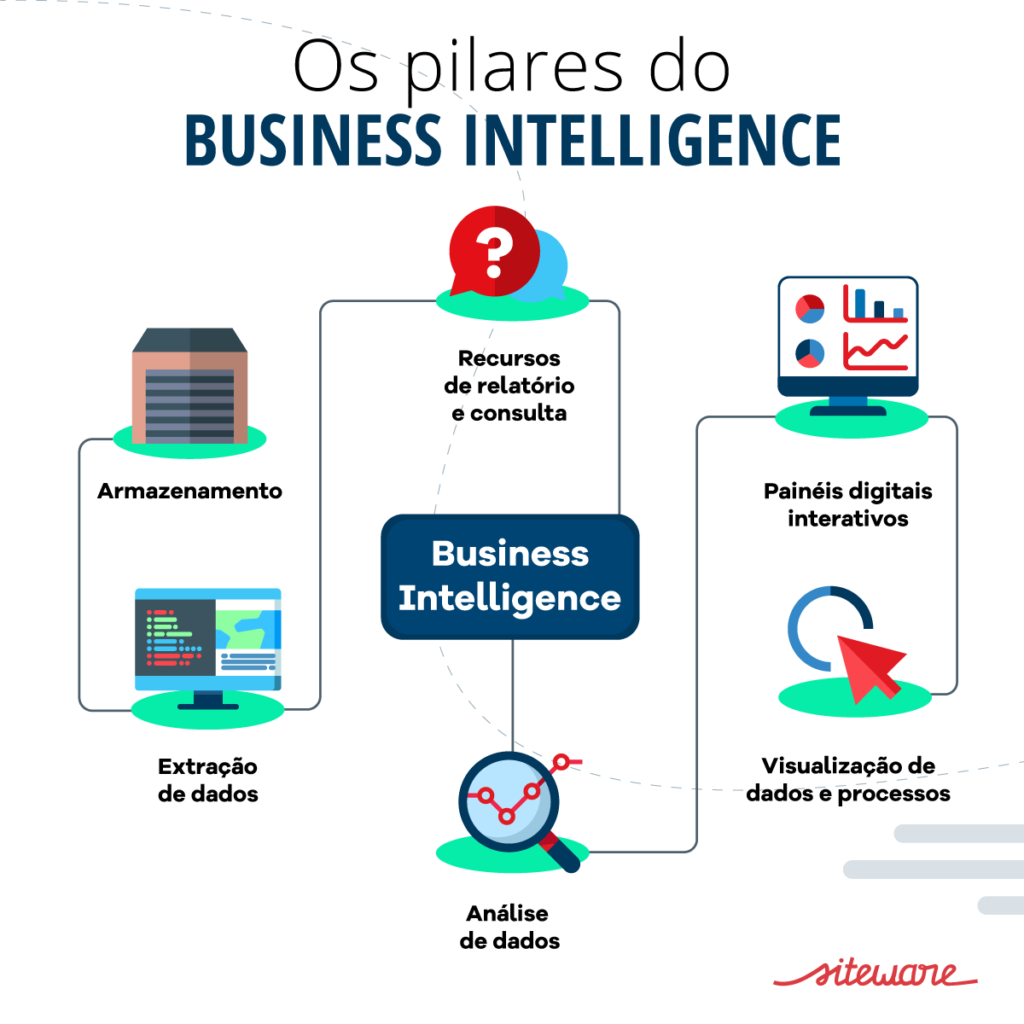 Os pilares do
BUSINESS INTELLIGENCE
?
Recursos
de relatório
e consulta
Armazenamento
Painéis digitais
interativos
Business
Intelligence
Extração
de dados
Visualização de
dados e processos
Análise
de dados
siteware